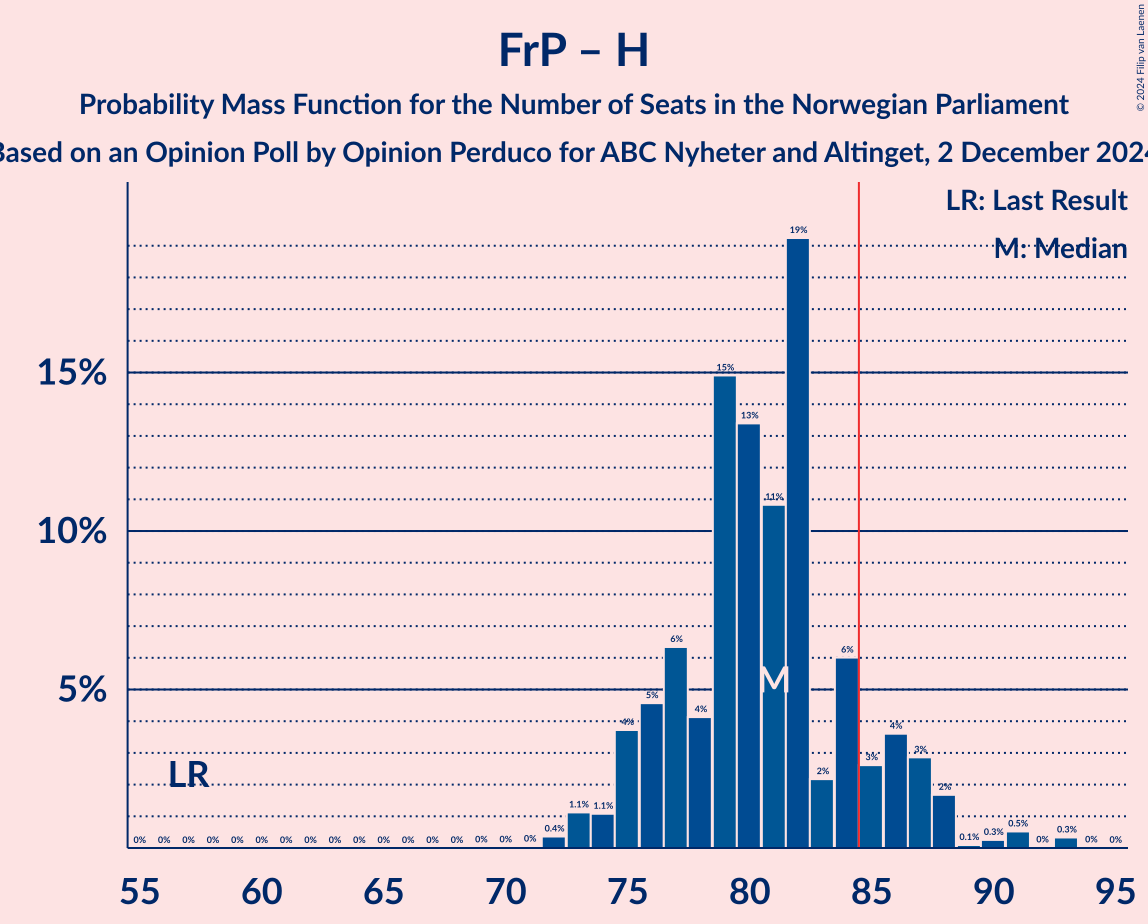 FrP – H
Probability Mass Function for the Number of Seats in the Norwegian Parliament
Based on an Opinion Poll by Opinion Perduco for ABC Nyheter and Altinget, 2 December 2024
© 2024 Filip van Laenen
LR: Last Result
M: Median
15%
10%
5%
0% 0% 0% 0% 0% 0% 0% 0% 0% 0% 0% 0% 0% 0% 0% 0% 0% 0.4% 1.1% 1.1% 4% 5% 6% 4% 15% 13% 11% 19% 2% 6% 3% 4% 3% 2% 0.1% 0.3% 0.5% 0% 0.3% 0% 0%
LR
M
55 60 65 70 75 80 85 90 95